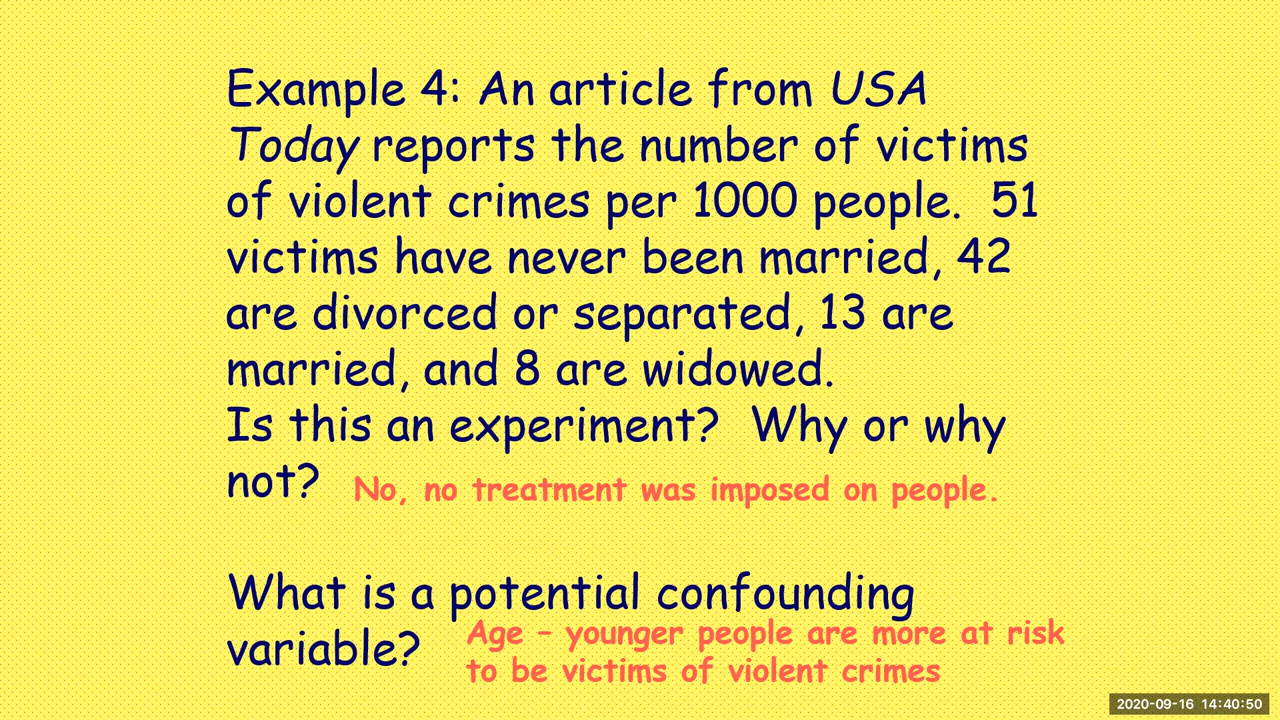 Example 4: An article from USA
Today reports the number of victims
of violent crimes per 1000 people. 51
victims have never been married, 42
are divorced or separated, 13 are
married, and 8 are widowed.
Is this an experiment? Why or why
not? No, no treatment was imposed on people.
What is a potential confounding
variable? Age – younger people are more at risk
to be victims of violent crimes
2020-09-16 14:40:50